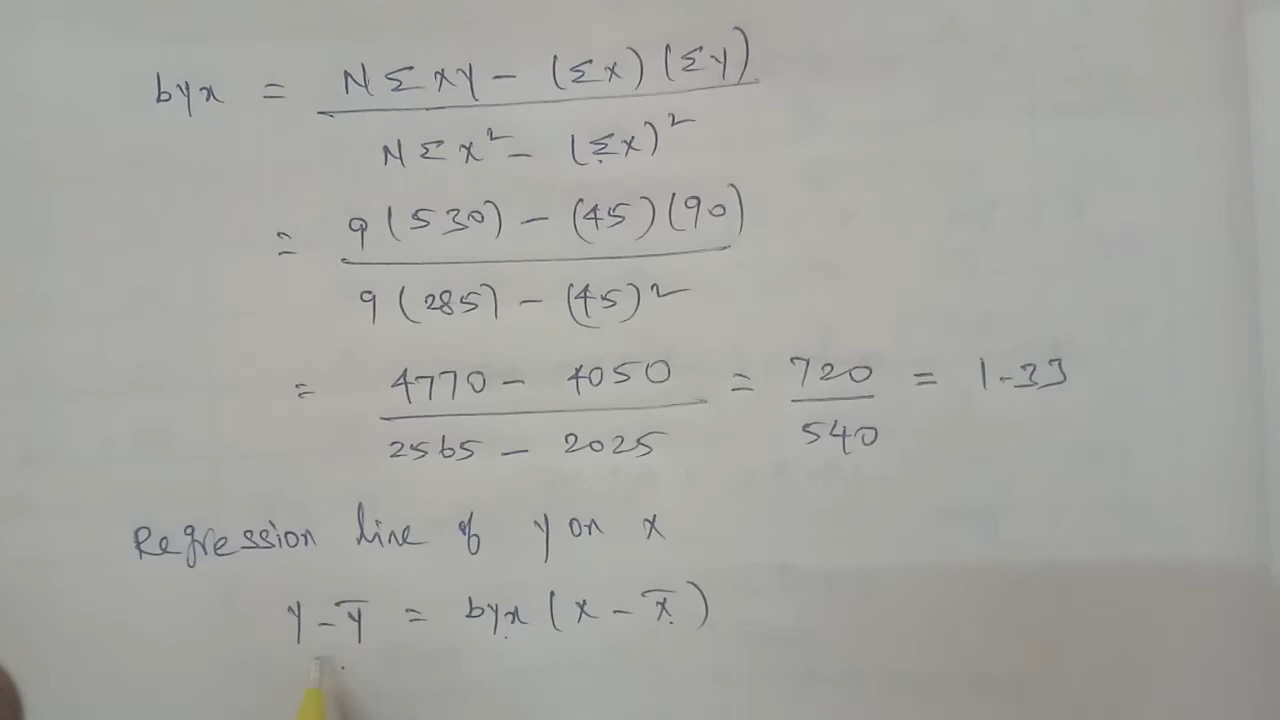 byx = NΣXY - (Σx) (ΣY)
NΣx² - (Σx)²
= 9(530) - (45)(90)
9(285) - (45)²
= 4770 - 4050 = 720 = 1.33
2565 - 2025 540
Regression line of y on x
Y - Ȳ = byx (x - x̄)